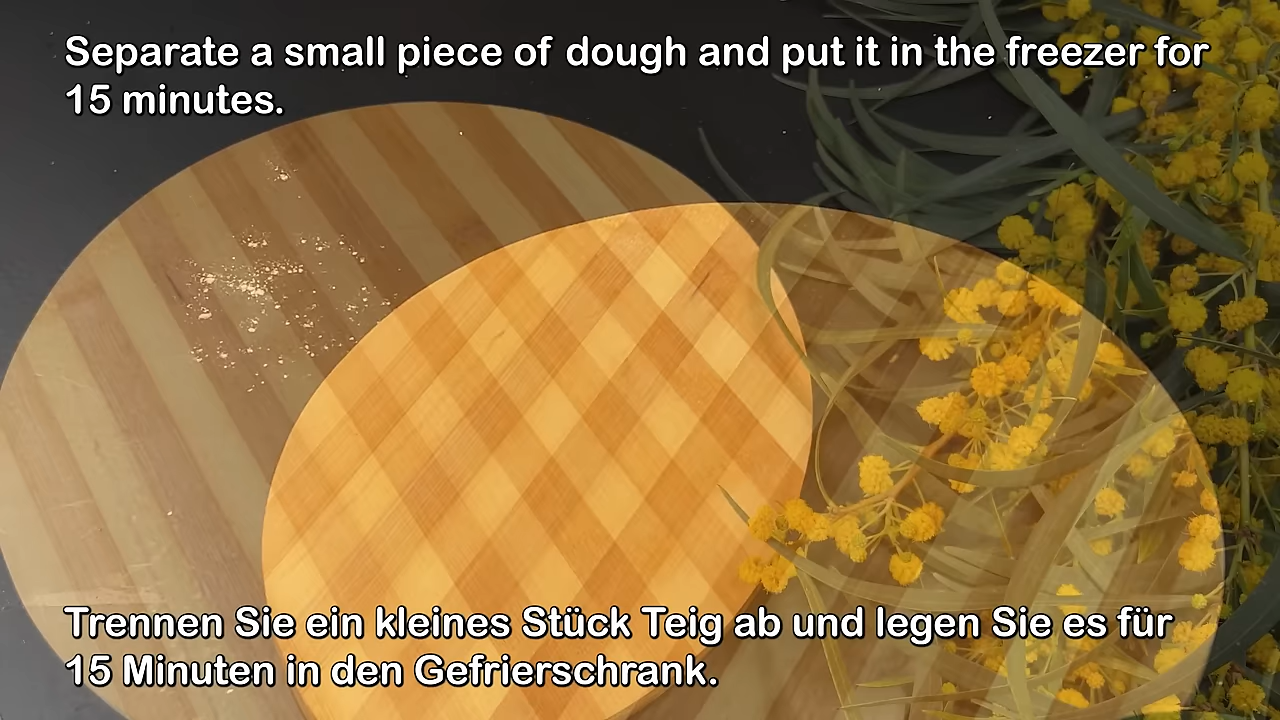 Separate a small piece of dough and put it in the freezer for
15 minutes.
Trennen Sie ein kleines Stück Teig ab und legen Sie es für
15 Minuten in den Gefrierschrank.